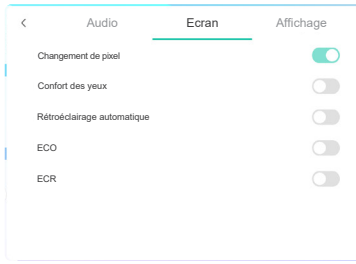 Audio Ecran Affichage
Changement de pixel
Confort des yeux
Rétroéclairage automatique
ECO
ECR